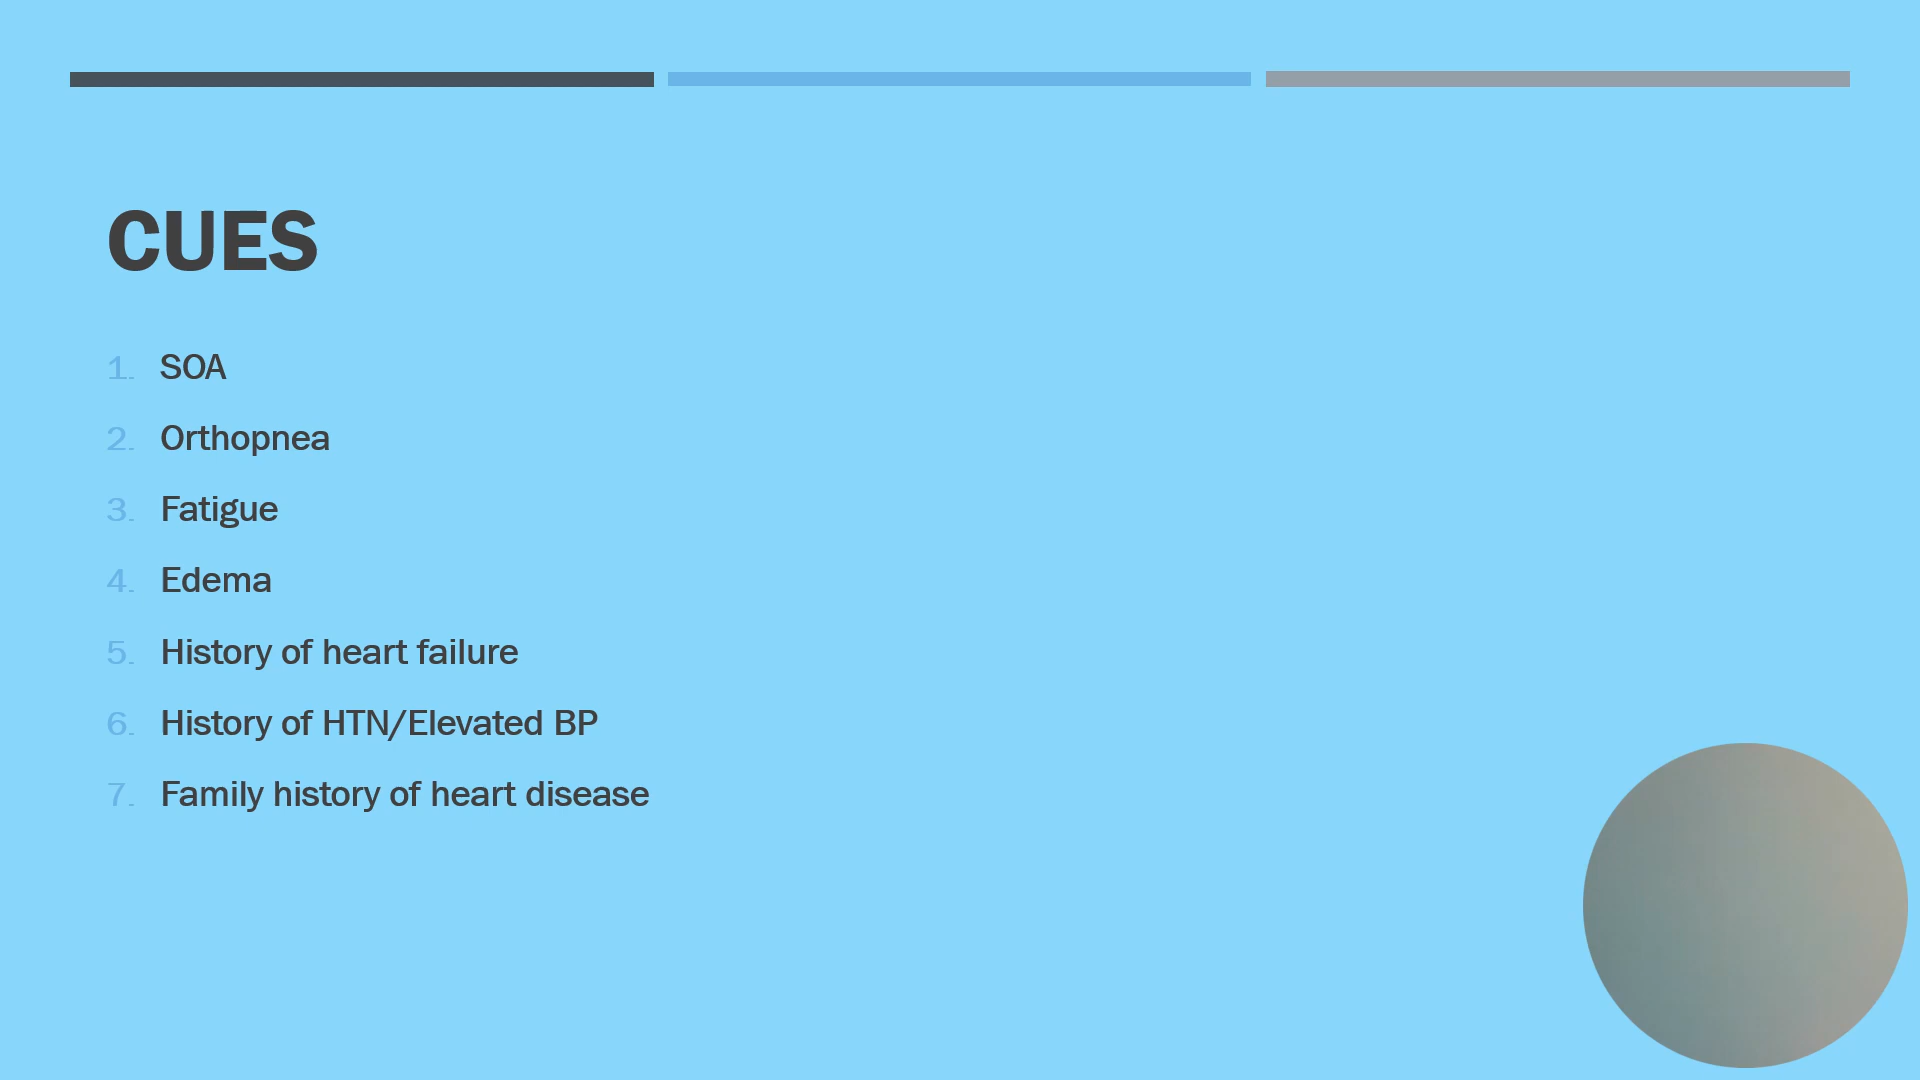 CUES
1. SOA
2. Orthopnea
3. Fatigue
4. Edema
5. History of heart failure
6. History of HTN/Elevated BP
7. Family history of heart disease